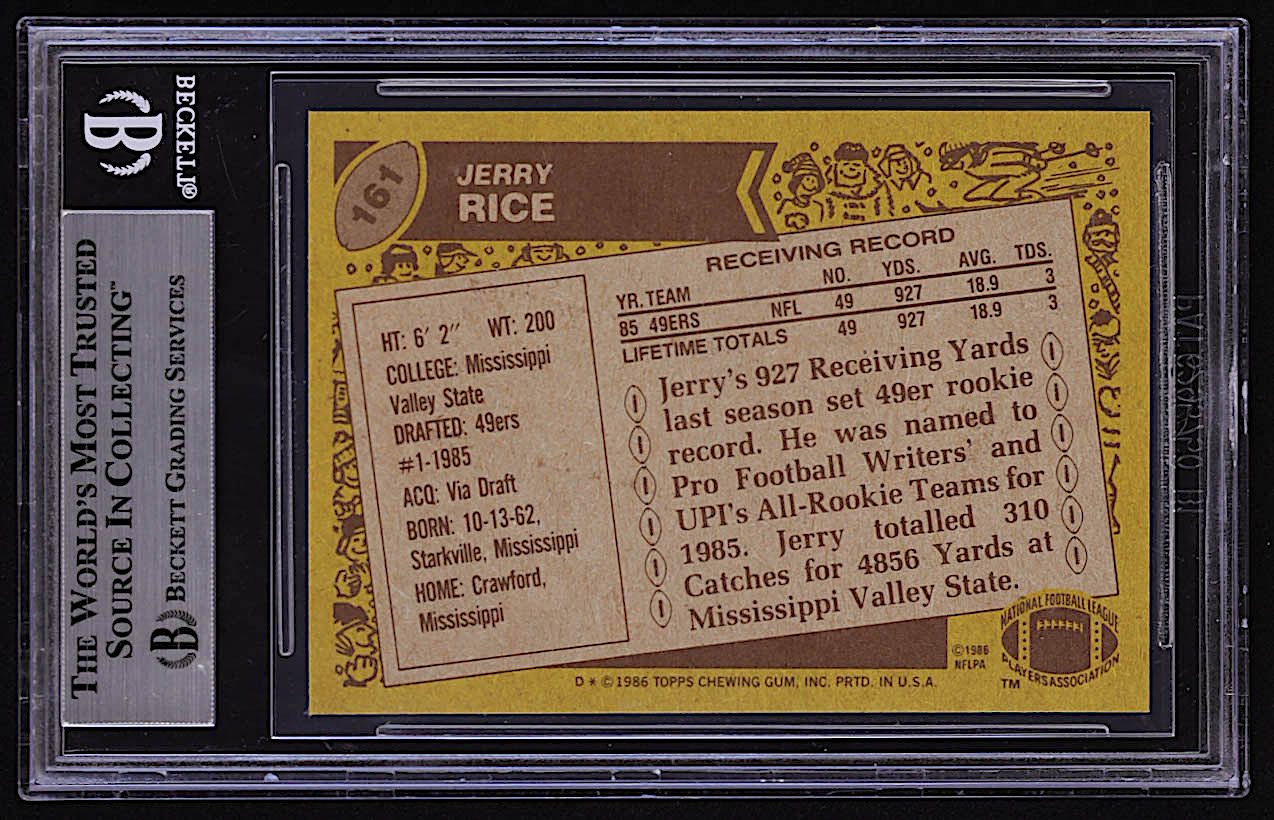 BECKETT®
B
THE WORLD'S MOST TRUSTED
SOURCE IN COLLECTING™
B BECKETT GRADING SERVICES
161
JERRY
RICE
HT: 6' 2" WT: 200
COLLEGE: Mississippi
Valley State
DRAFTED: 49ers
#1-1985
ACQ: Via Draft
BORN: 10-13-62,
Starkville, Mississippi
HOME: Crawford,
Mississippi
RECEIVING RECORD
YR. TEAM NO. YDS. AVG. TDS.
85 49ERS NFL 49 927 18.9 3
LIFETIME TOTALS 49 927 18.9 3
Jerry's 927 Receiving Yards
last season set 49er rookie
record. He was named to
Pro Football Writers' and
UPI's All-Rookie Teams for
1985. Jerry totalled 310
Catches for 4856 Yards at
Mississippi Valley State.
©1986
NFLPA
NATIONAL FOOTBALL LEAGUE
PLAYERS ASSOCIATION
TM
D * © 1986 TOPPS CHEWING GUM, INC. PRTD. IN U.S.A.